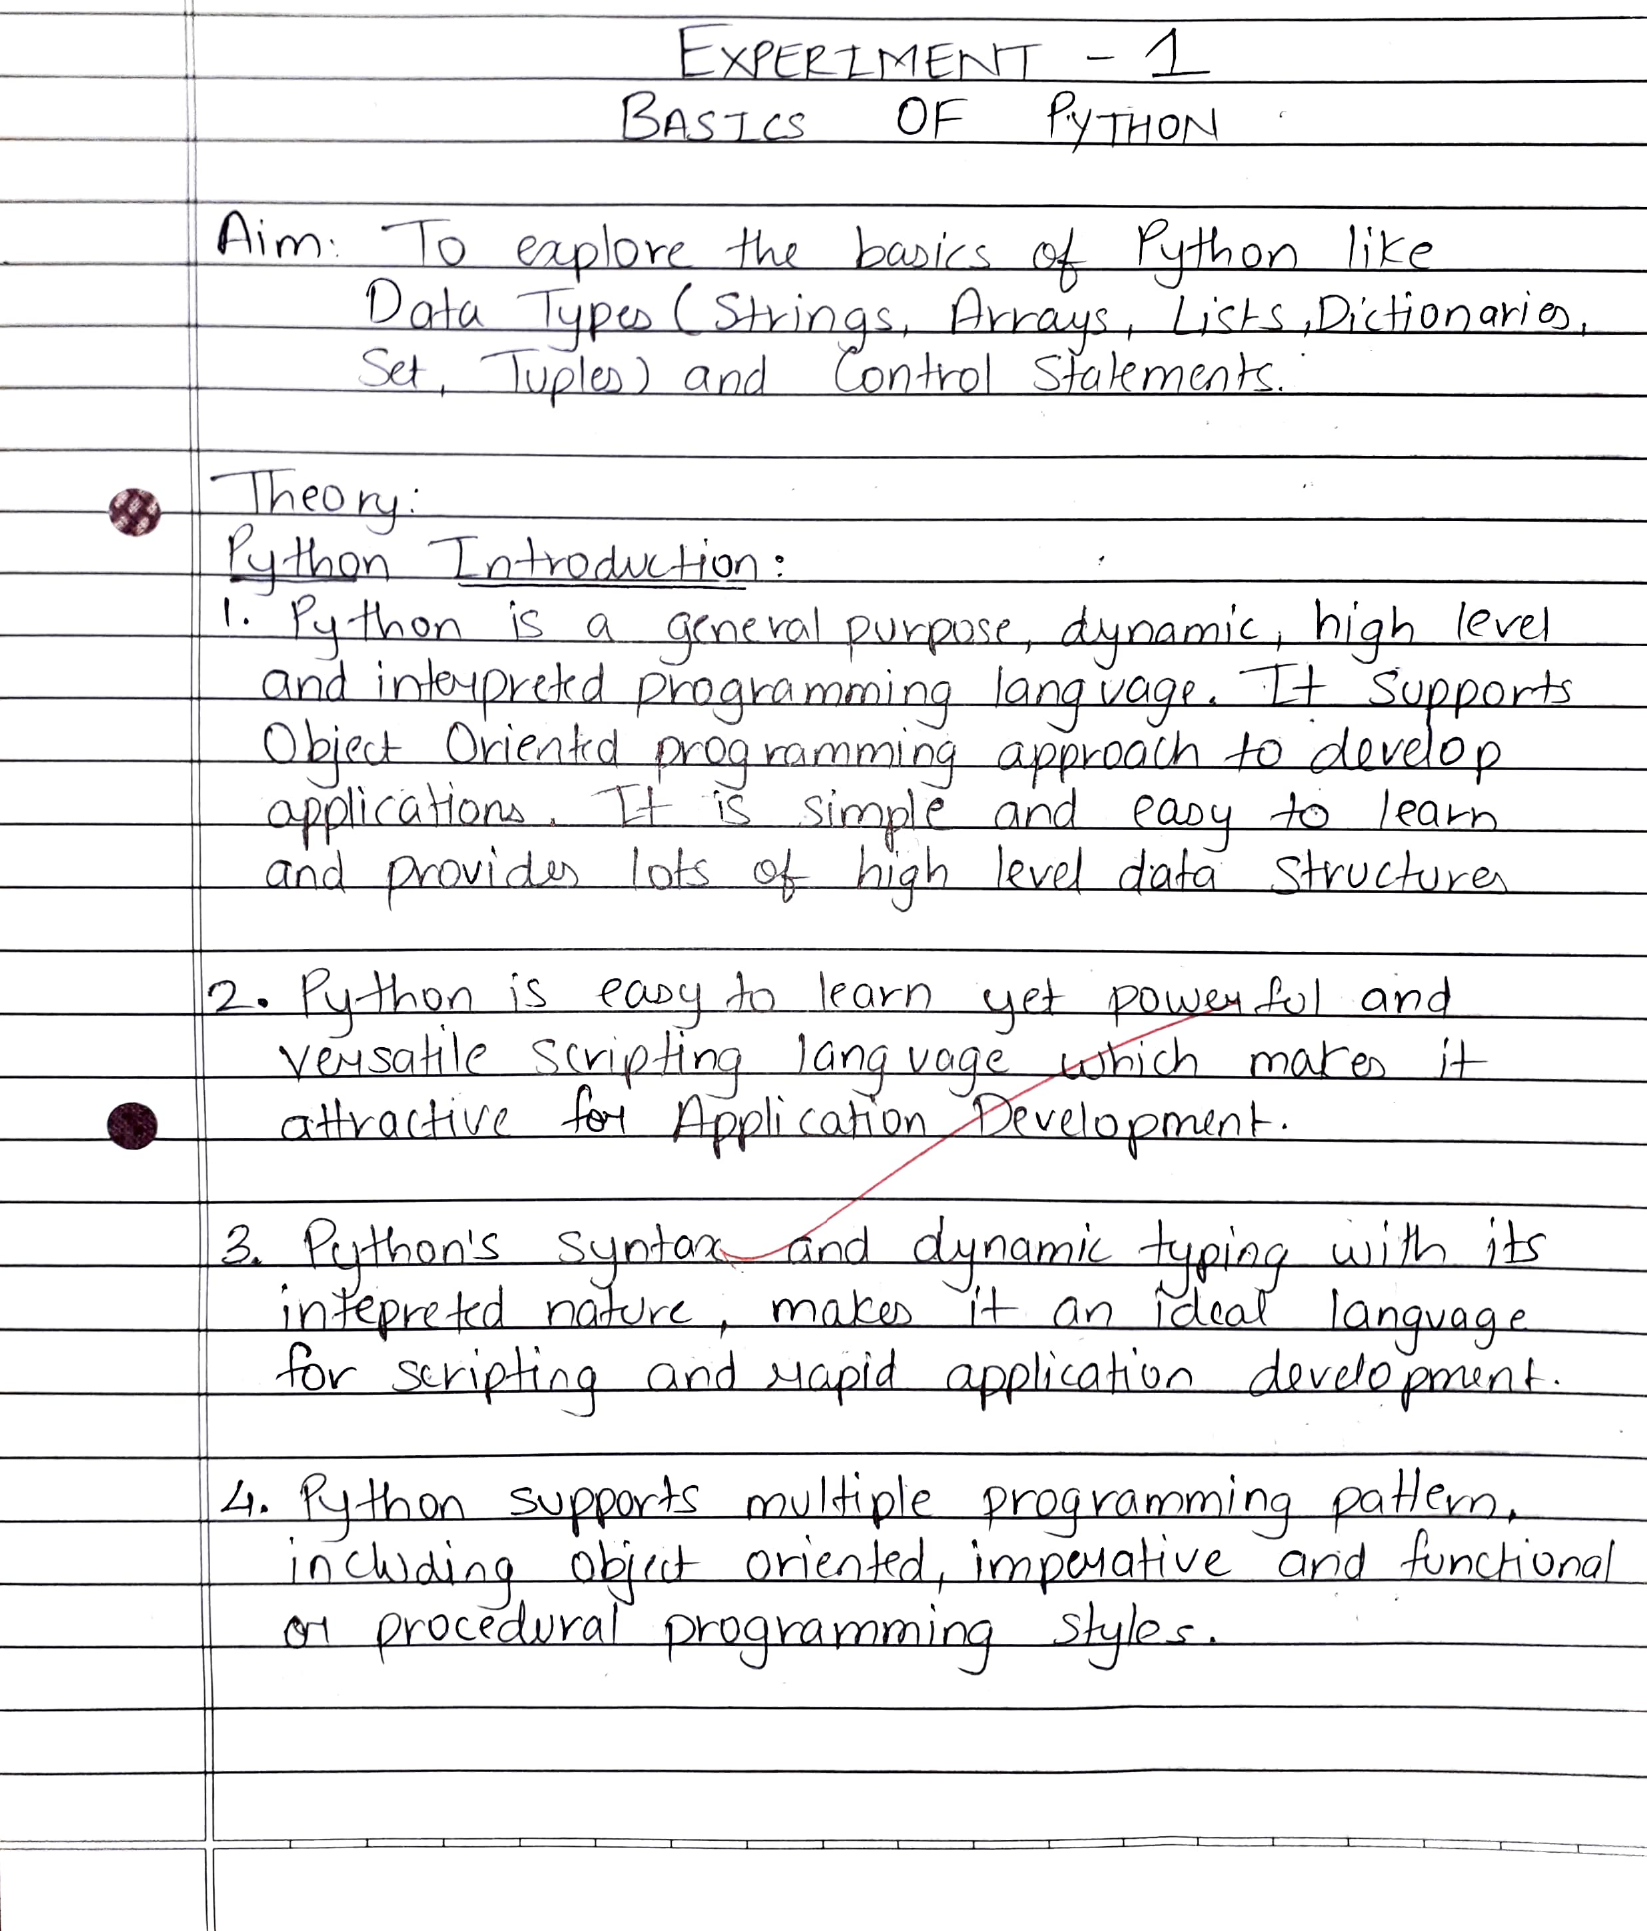 EXPERIMENT - 1
BASICS OF PYTHON
Aim: To explore the basics of Python like
Data Types (Strings, Arrays, Lists, Dictionaries,
Set, Tuples) and Control Statements.
Theory:
Python Introduction:
1. Python is a general purpose, dynamic, high level
and interpreted programming language. It supports
Object Oriented programming approach to develop
applications. It is simple and easy to learn
and provides lots of high level data structures
2. Python is easy to learn yet powerful and
versatile scripting language which makes it
attractive for Application Development.
3. Python's syntax and dynamic typing with its
intepreted nature, makes it an ideal language
for scripting and rapid application development.
4. Python supports multiple programming pattern,
including object oriented, imperative and functional
or procedural programming styles.